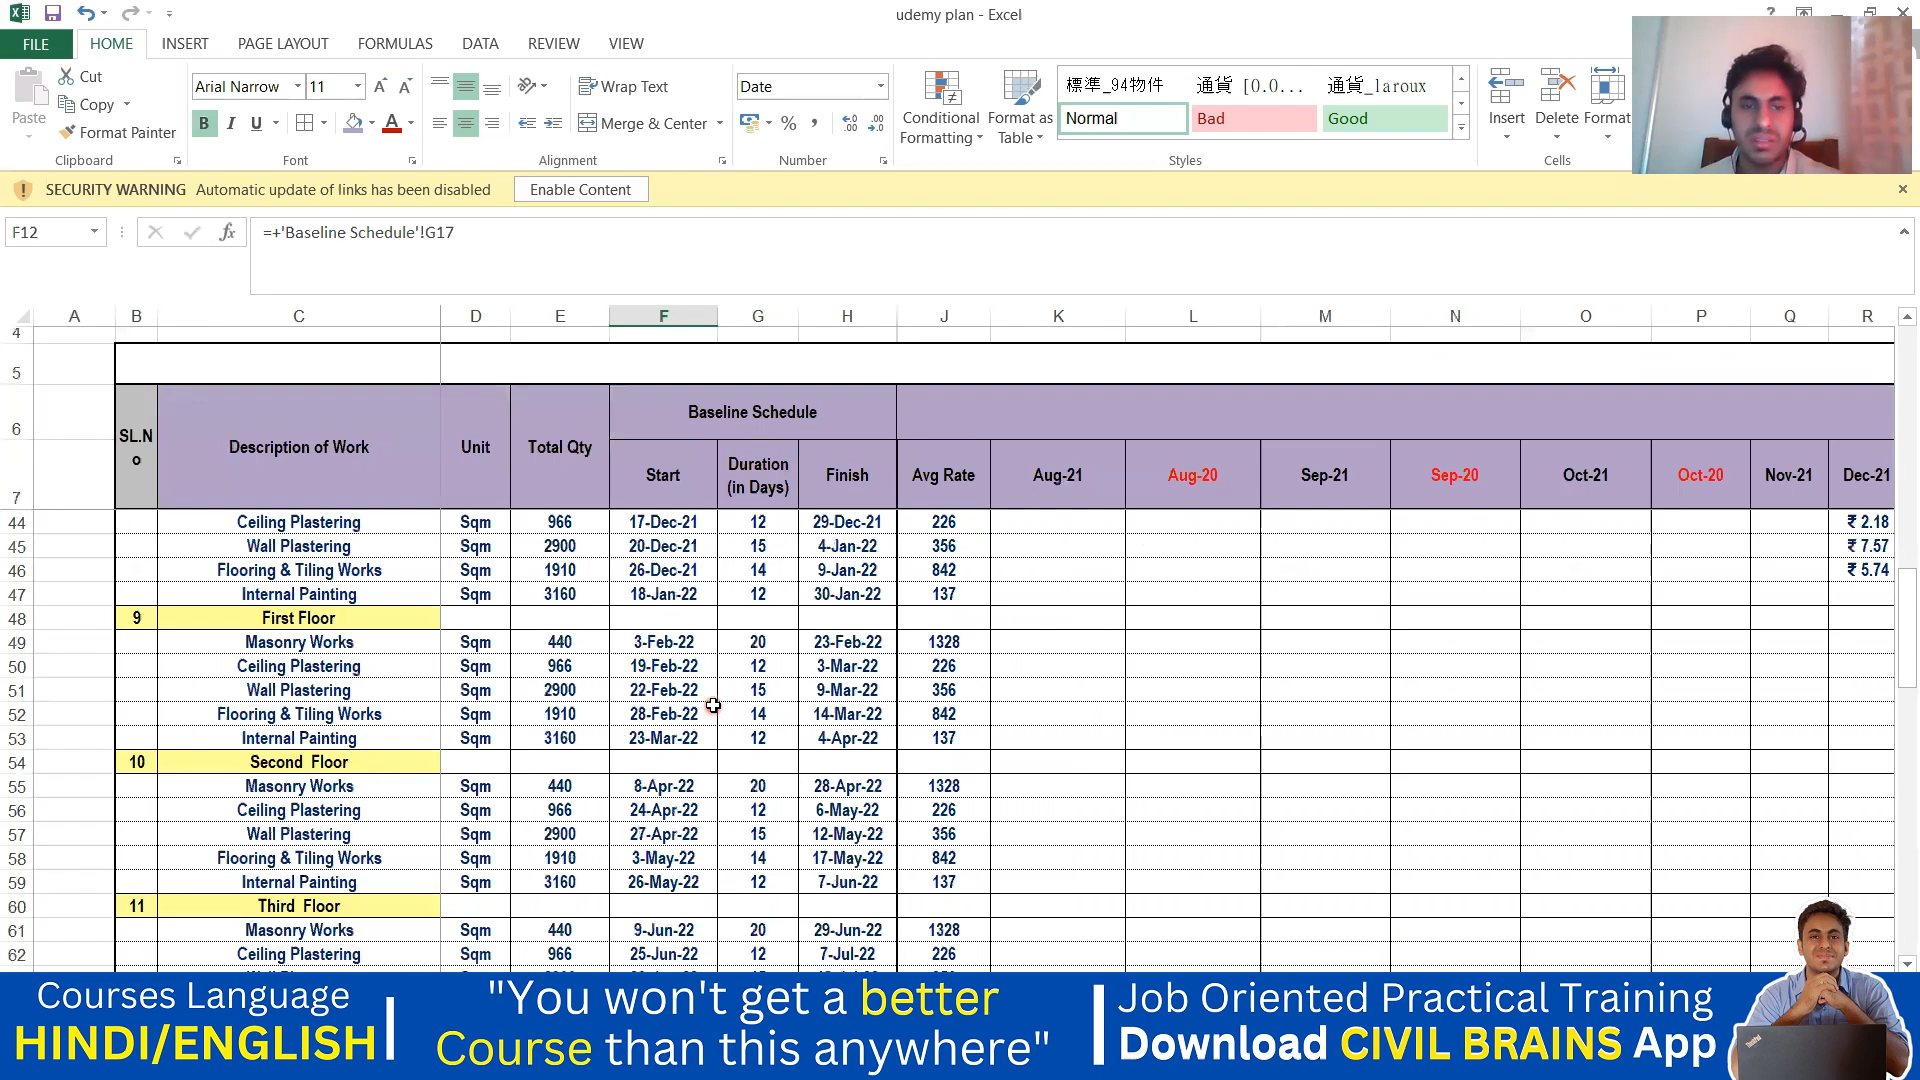 udemy plan - Excel
FILE HOME INSERT PAGE LAYOUT FORMULAS DATA REVIEW VIEW
Paste
Cut
Copy
Format Painter
Clipboard
Arial Narrow 11
B I U
Font
Wrap Text
Merge & Center
Alignment
Date
Number
Conditional Formatting
Format as Table
標準_94物件 通貨 [0.0... 通貨_laroux
Normal Bad Good
Styles
Insert Delete Format
Cells
SECURITY WARNING Automatic update of links has been disabled Enable Content
F12 fx =+'Baseline Schedule'!G17
A B C D E F G H J K L M N O P Q R
4
5
6
7
SL.N
o
Description of Work
Unit
Total Qty
Baseline Schedule
Start
Duration
(in Days)
Finish
Avg Rate Aug-21 Aug-20 Sep-21 Sep-20 Oct-21 Oct-20 Nov-21 Dec-21
44 Ceiling Plastering Sqm 966 17-Dec-21 12 29-Dec-21 226 ₹ 2.18
45 Wall Plastering Sqm 2900 20-Dec-21 15 4-Jan-22 356 ₹ 7.57
46 Flooring & Tiling Works Sqm 1910 26-Dec-21 14 9-Jan-22 842 ₹ 5.74
47 Internal Painting Sqm 3160 18-Jan-22 12 30-Jan-22 137
48 9 First Floor
49 Masonry Works Sqm 440 3-Feb-22 20 23-Feb-22 1328
50 Ceiling Plastering Sqm 966 19-Feb-22 12 3-Mar-22 226
51 Wall Plastering Sqm 2900 22-Feb-22 15 9-Mar-22 356
52 Flooring & Tiling Works Sqm 1910 28-Feb-22 14 14-Mar-22 842
53 Internal Painting Sqm 3160 23-Mar-22 12 4-Apr-22 137
54 10 Second Floor
55 Masonry Works Sqm 440 8-Apr-22 20 28-Apr-22 1328
56 Ceiling Plastering Sqm 966 24-Apr-22 12 6-May-22 226
57 Wall Plastering Sqm 2900 27-Apr-22 15 12-May-22 356
58 Flooring & Tiling Works Sqm 1910 3-May-22 14 17-May-22 842
59 Internal Painting Sqm 3160 26-May-22 12 7-Jun-22 137
60 11 Third Floor
61 Masonry Works Sqm 440 9-Jun-22 20 29-Jun-22 1328
62 Ceiling Plastering Sqm 966 25-Jun-22 12 7-Jul-22 226
Courses Language
HINDI/ENGLISH
"You won't get a better
Course than this anywhere"
Job Oriented Practical Training
Download CIVIL BRAINS App